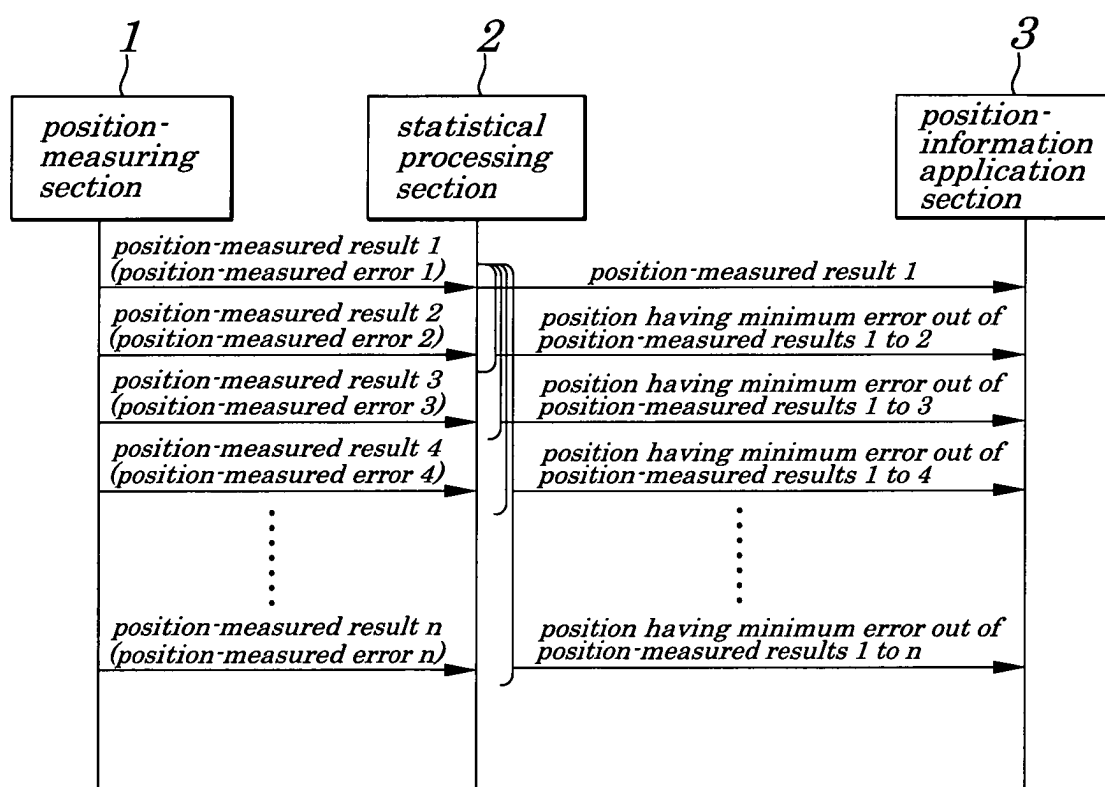 1
2
3
position-
measuring
section
statistical
processing
section
position-
information
application
section
position-measured result 1
(position-measured error 1)
position-measured result 1
position-measured result 2
(position-measured error 2)
position having minimum error out of
position-measured results 1 to 2
position-measured result 3
(position-measured error 3)
position having minimum error out of
position-measured results 1 to 3
position-measured result 4
(position-measured error 4)
position having minimum error out of
position-measured results 1 to 4
position-measured result n
(position-measured error n)
position having minimum error out of
position-measured results 1 to n